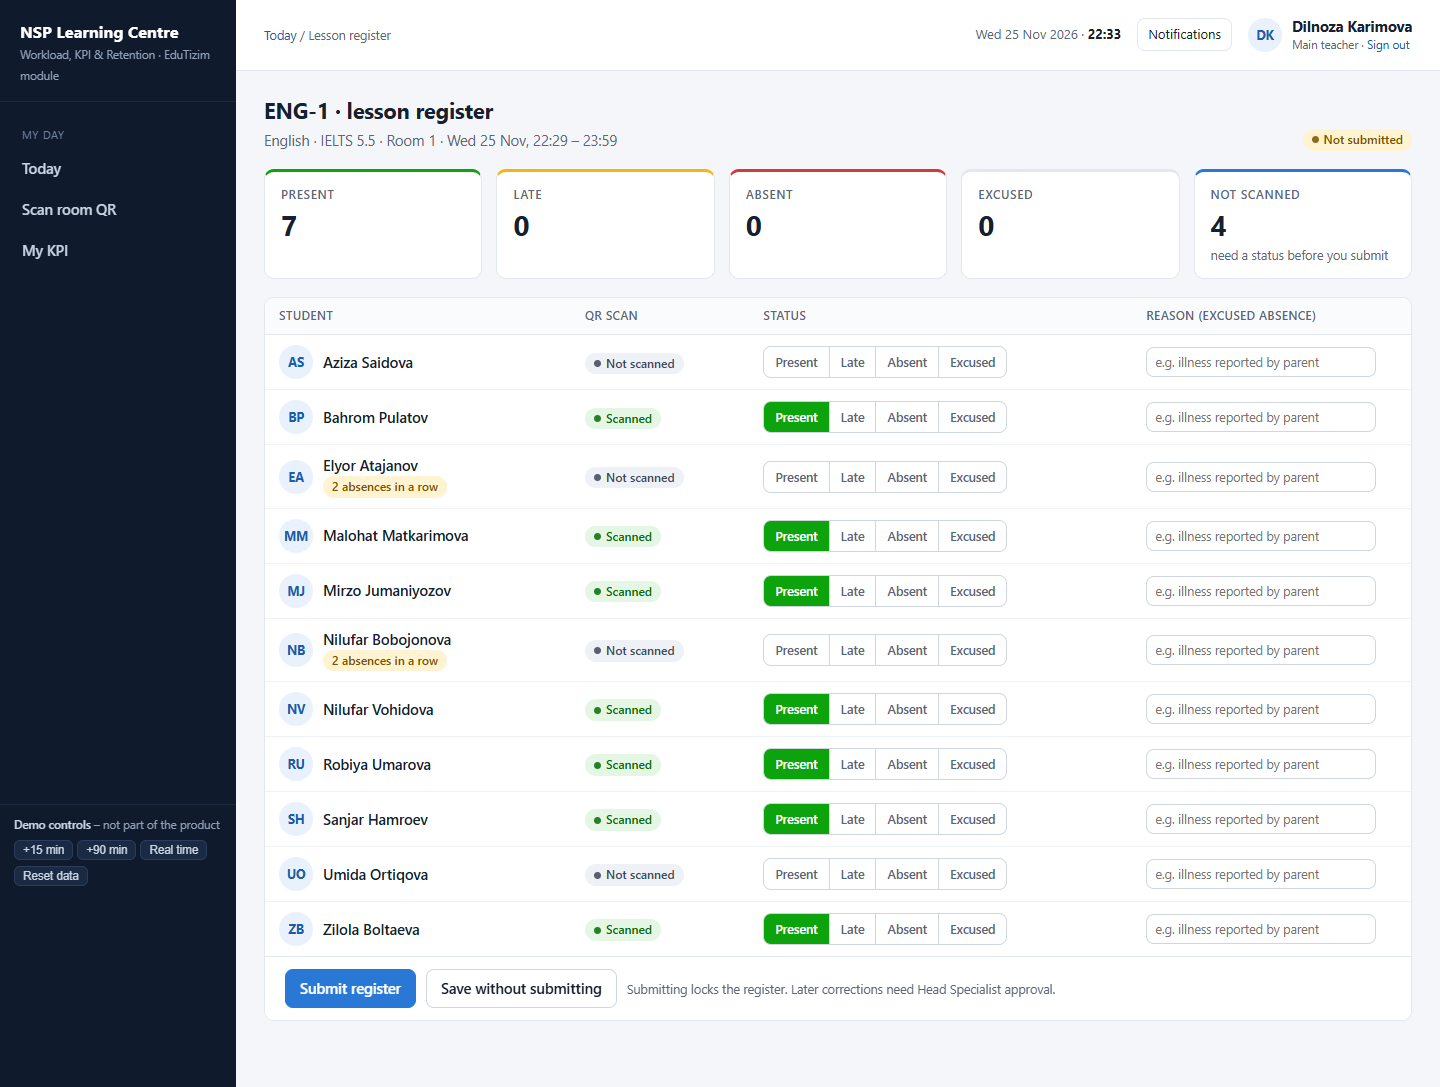 NSP Learning Centre
Workload, KPI & Retention · EduTizim
module
MY DAY
Today
Scan room QR
My KPI
Demo controls – not part of the product
+15 min +90 min Real time
Reset data
Today / Lesson register
Wed 25 Nov 2026 · 22:33
Notifications
DK
Dilnoza Karimova
Main teacher · Sign out
ENG-1 · lesson register
English · IELTS 5.5 · Room 1 · Wed 25 Nov, 22:29 – 23:59
Not submitted
PRESENT
7
LATE
0
ABSENT
0
EXCUSED
0
NOT SCANNED
4
need a status before you submit
STUDENT QR SCAN STATUS REASON (EXCUSED ABSENCE)
AS Aziza Saidova Not scanned Present Late Absent Excused e.g. illness reported by parent
BP Bahrom Pulatov Scanned Present Late Absent Excused e.g. illness reported by parent
EA Elyor Atajanov Not scanned Present Late Absent Excused e.g. illness reported by parent
2 absences in a row
MM Malohat Matkarimova Scanned Present Late Absent Excused e.g. illness reported by parent
MJ Mirzo Jumaniyozov Scanned Present Late Absent Excused e.g. illness reported by parent
NB Nilufar Bobojonova Not scanned Present Late Absent Excused e.g. illness reported by parent
2 absences in a row
NV Nilufar Vohidova Scanned Present Late Absent Excused e.g. illness reported by parent
RU Robiya Umarova Scanned Present Late Absent Excused e.g. illness reported by parent
SH Sanjar Hamroev Scanned Present Late Absent Excused e.g. illness reported by parent
UO Umida Ortiqova Not scanned Present Late Absent Excused e.g. illness reported by parent
ZB Zilola Boltaeva Scanned Present Late Absent Excused e.g. illness reported by parent
Submit register Save without submitting Submitting locks the register. Later corrections need Head Specialist approval.